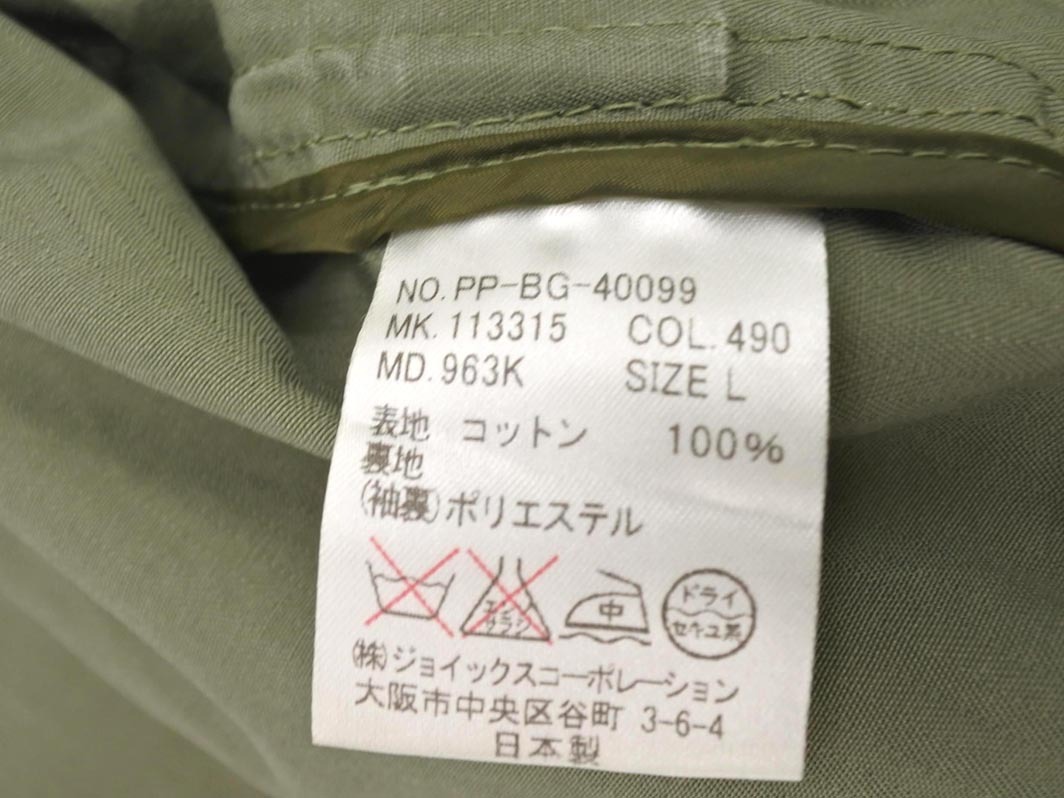 NO. PP-BG-40099
MK. 113315 COL. 490
MD. 963K SIZE L
表地 コットン 100%
裏地
(袖裏)ポリエステル
エンソ サラシ 中 ドライ セキユ系
(株)ジョイックスコーポレーション
大阪市中央区谷町 3-6-4
日本製